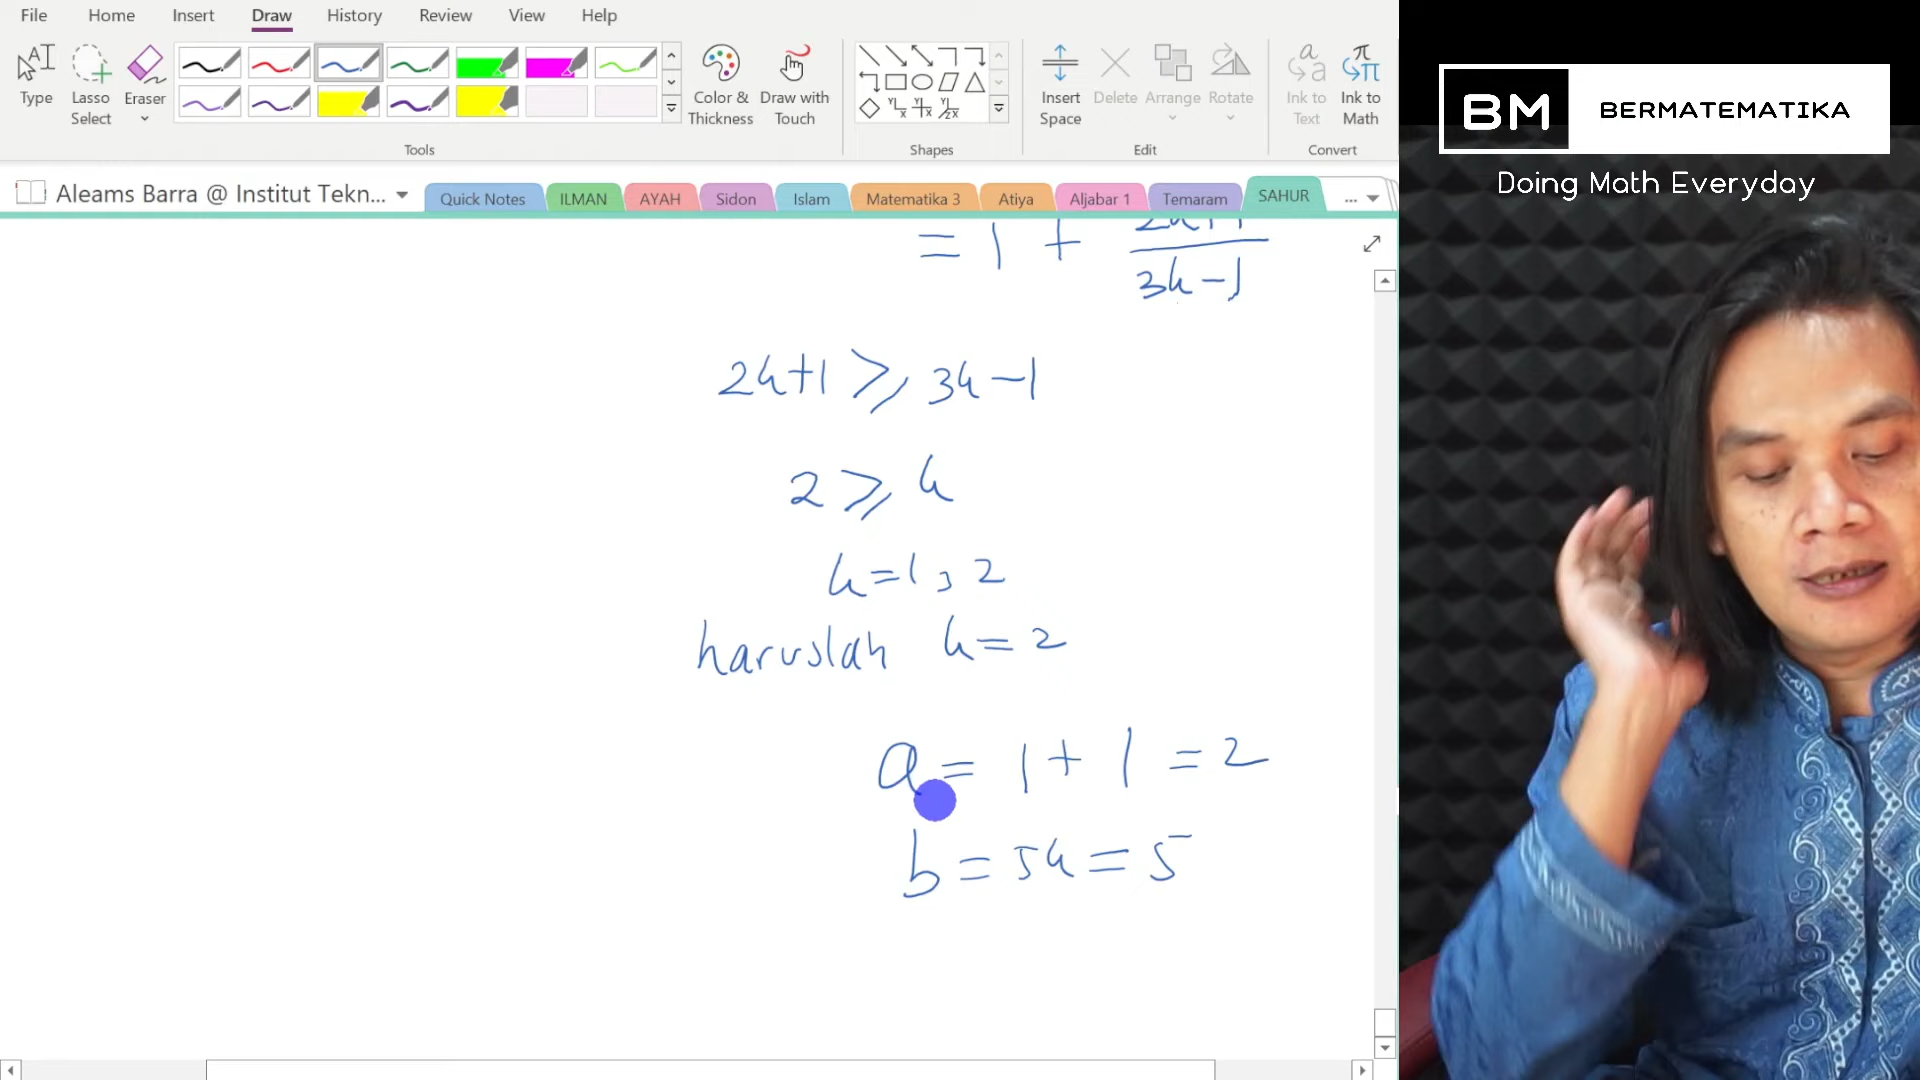 File Home Insert Draw History Review View Help
Type
Lasso Select
Eraser
Color & Thickness
Draw with Touch
Insert Space
Delete
Arrange
Rotate
Ink to Text
Ink to Math
Tools Shapes Edit Convert
Aleams Barra @ Institut Tekn...
Quick Notes ILMAN AYAH Sidon Islam Matematika 3 Atiya Aljabar 1 Temaram SAHUR ...
BM BERMATEMATIKA
Doing Math Everyday
= 1 + (2k+1)/(3k-1)
2k+1 ⩾ 3k-1
2 ⩾ k
k=1, 2
haruslah k=2
a = 1+1 = 2
b = 5k = 5